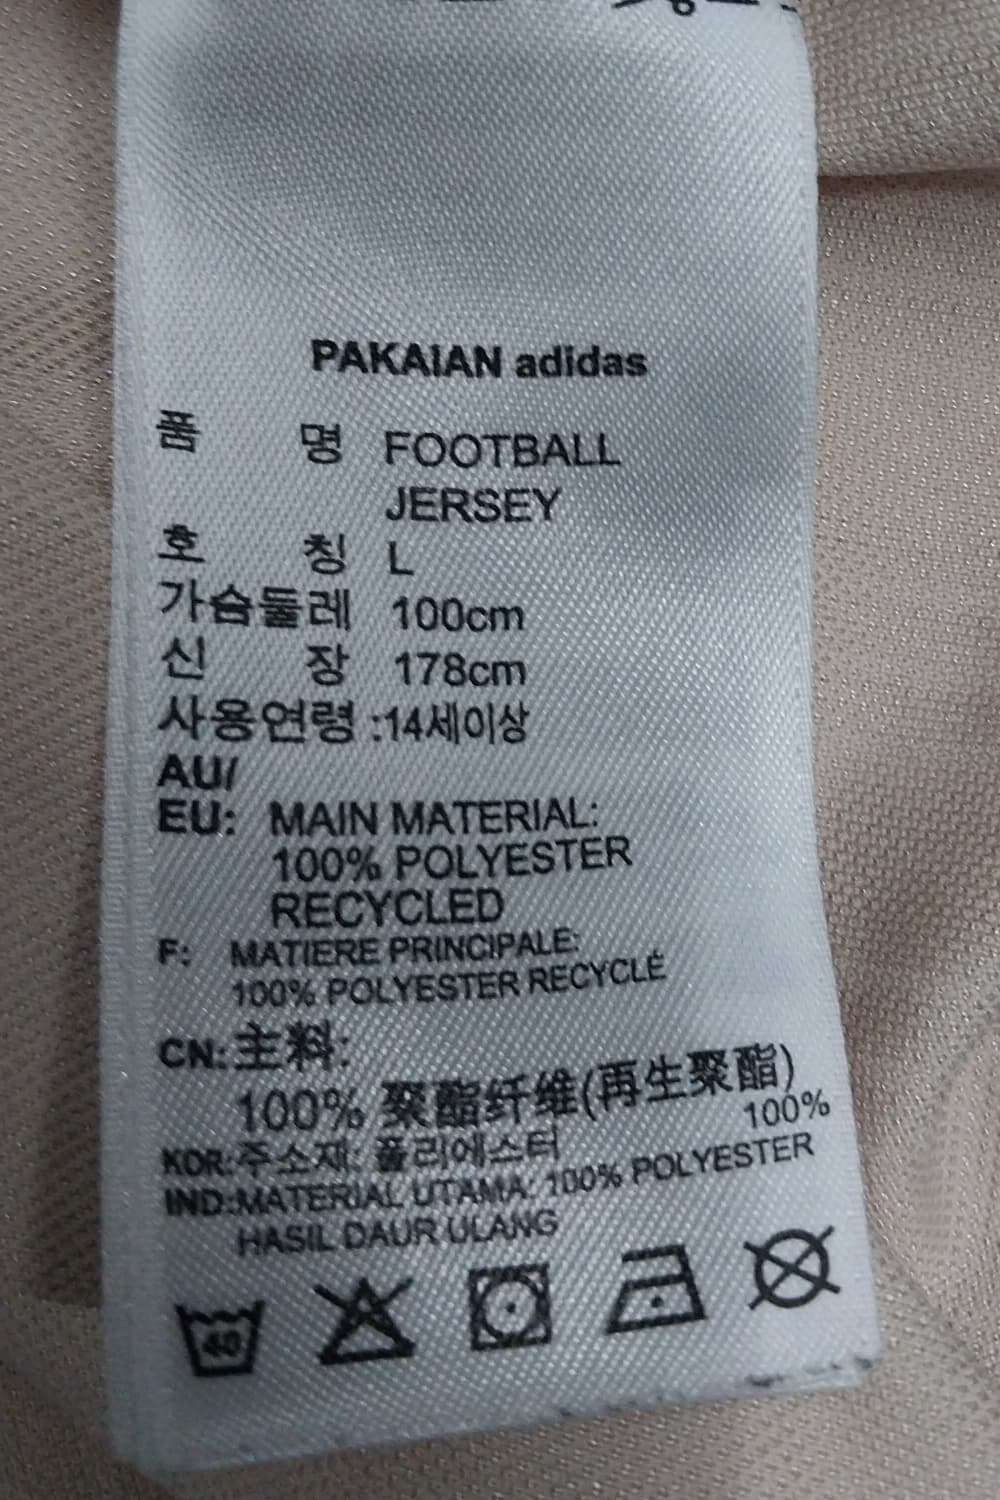 PAKAIAN adidas
품 명 FOOTBALL
JERSEY
호 칭 L
가슴둘레 100cm
신 장 178cm
사용연령 :14세이상
AU/
EU: MAIN MATERIAL:
100% POLYESTER
RECYCLED
F: MATIERE PRINCIPALE:
100% POLYESTER RECYCLÉ
CN:主料:
100% 聚酯纤维(再生聚酯)
100%
KOR:주소재: 폴리에스터
IND:MATERIAL UTAMA: 100% POLYESTER
HASIL DAUR ULANG
40